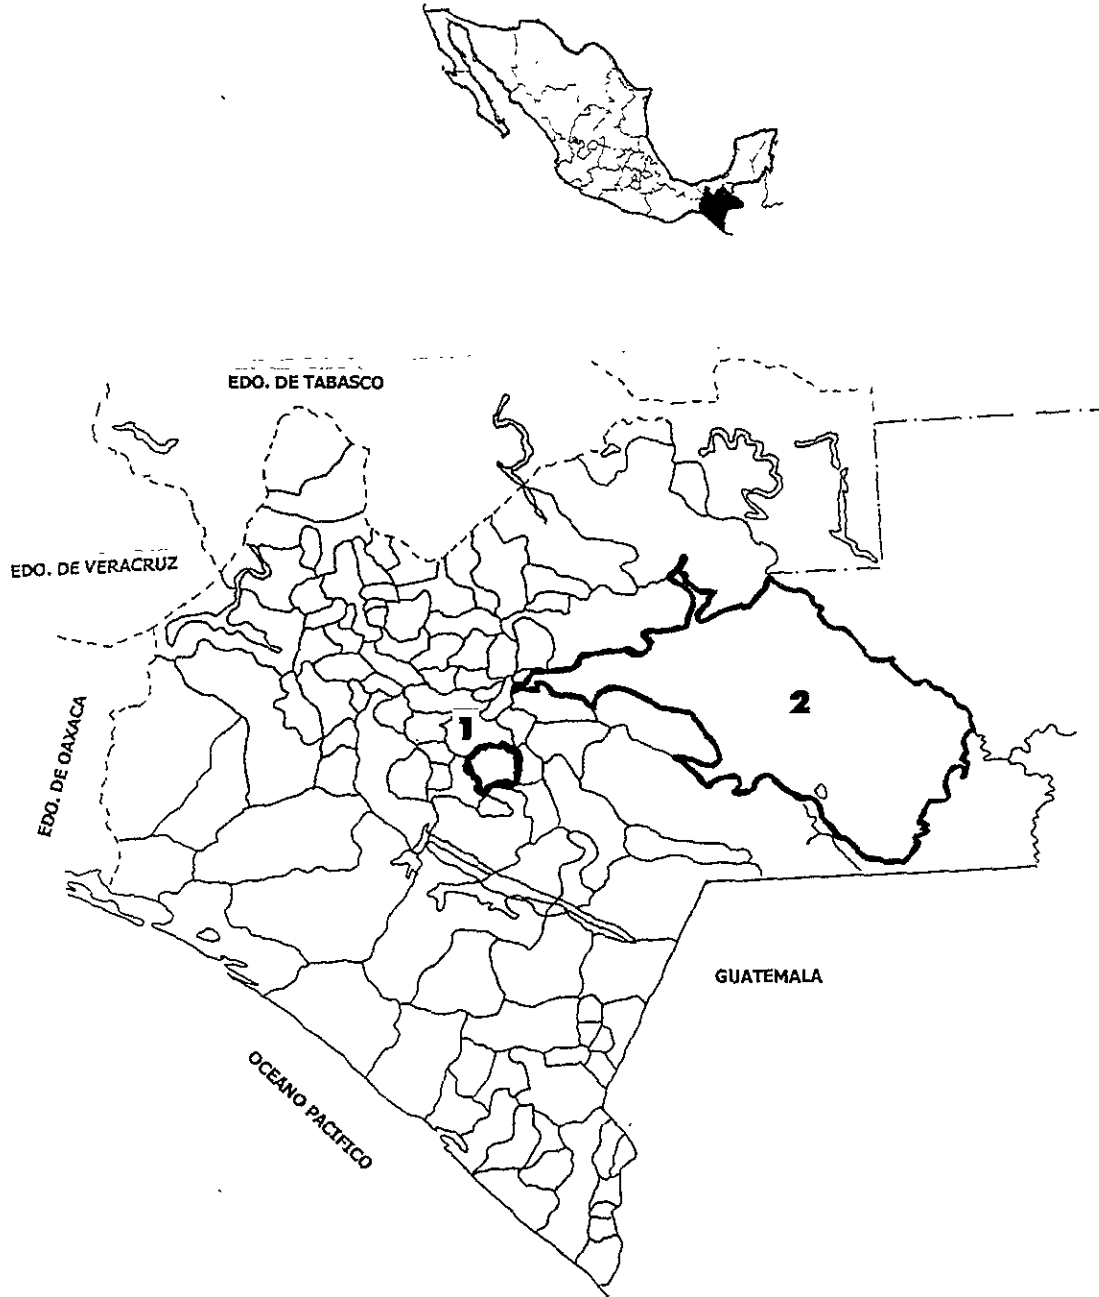 EDO. DE TABASCO
EDO. DE VERACRUZ
EDO. DE OAXACA
1
2
GUATEMALA
OCEANO PACIFICO